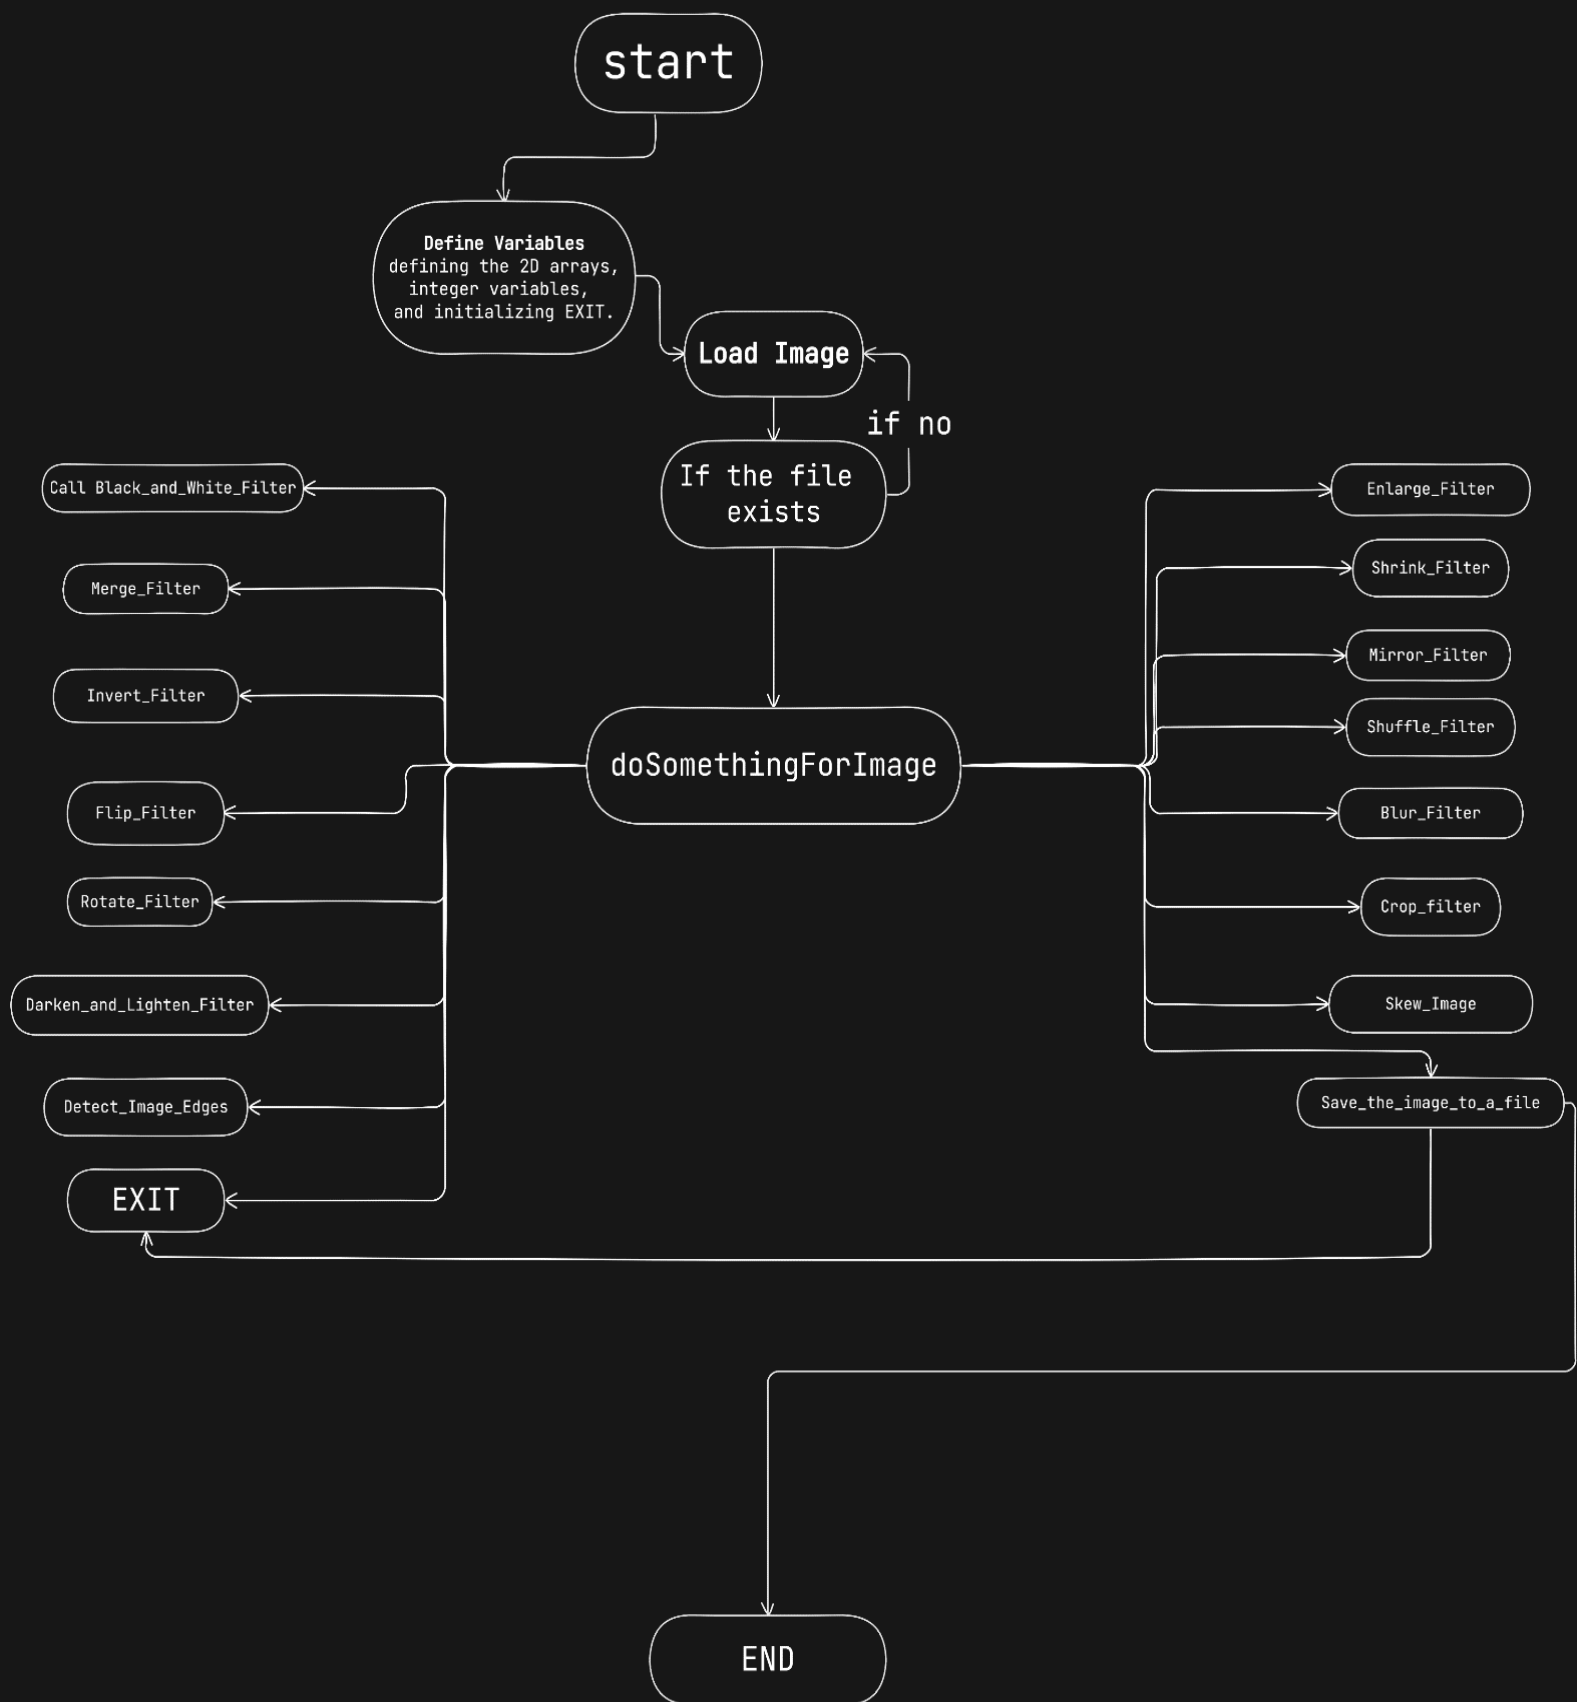 start
Define Variables
defining the 2D arrays,
integer variables,
and initializing EXIT.
Load Image
if no
If the file
exists
Call Black_and_White_Filter
Merge_Filter
Invert_Filter
Flip_Filter
Rotate_Filter
Darken_and_Lighten_Filter
Detect_Image_Edges
EXIT
doSomethingForImage
Enlarge_Filter
Shrink_Filter
Mirror_Filter
Shuffle_Filter
Blur_Filter
Crop_filter
Skew_Image
Save_the_image_to_a_file
END